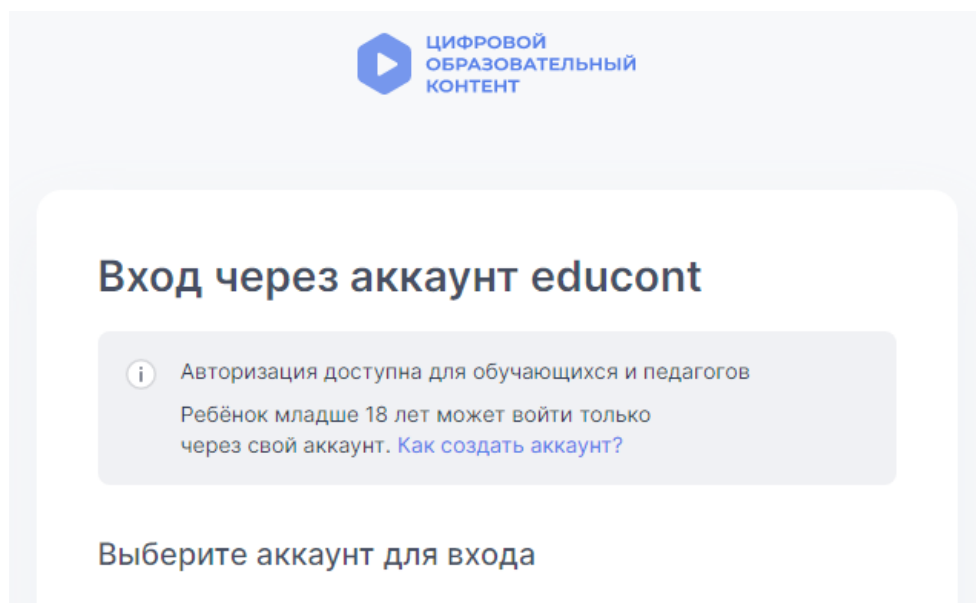 ЦИФРОВОЙ
ОБРАЗОВАТЕЛЬНЫЙ
КОНТЕНТ
Вход через аккаунт educont
Авторизация доступна для обучающихся и педагогов
Ребёнок младше 18 лет может войти только
через свой аккаунт. Как создать аккаунт?
Выберите аккаунт для входа